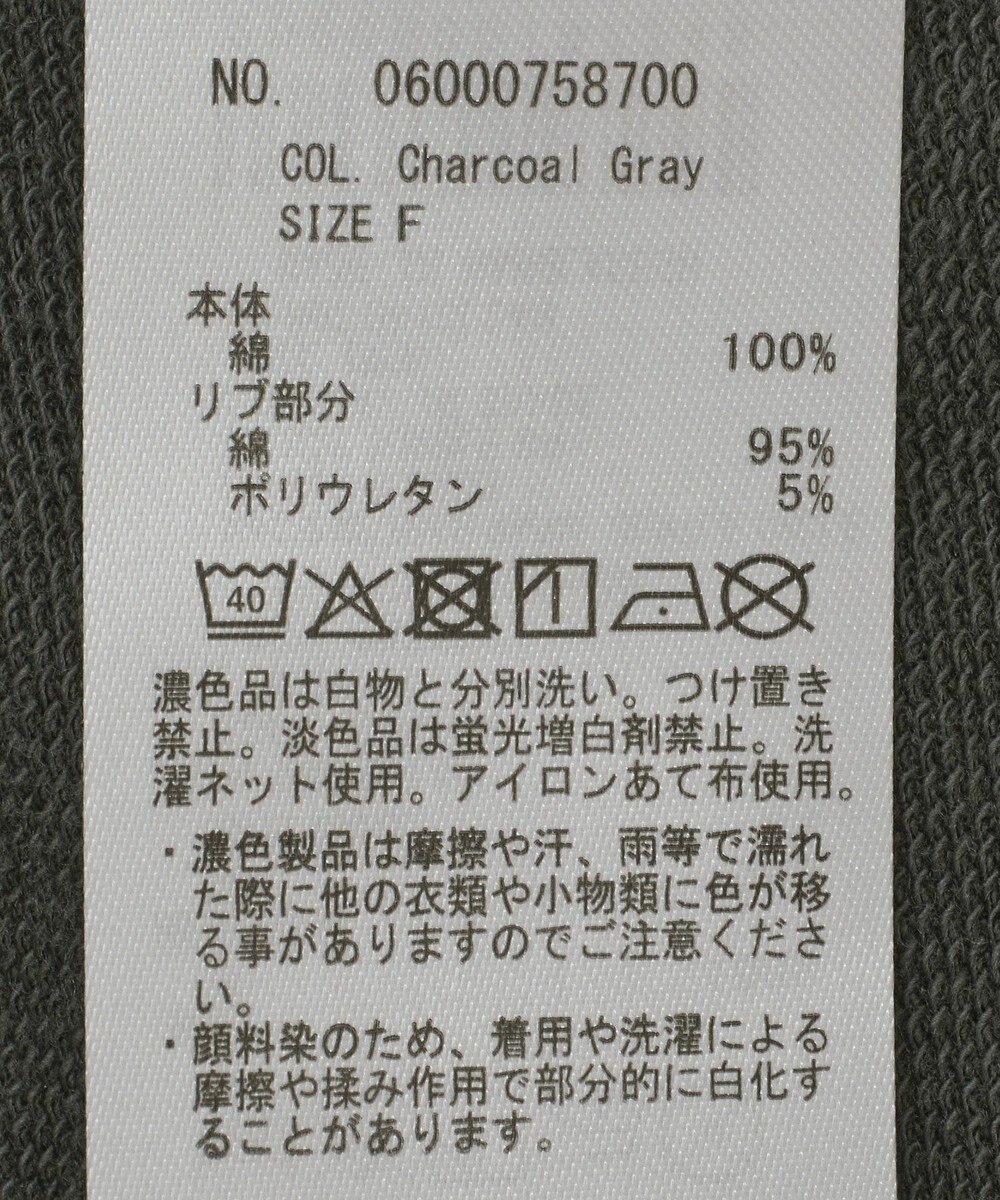 NO. 06000758700
COL. Charcoal Gray
SIZE F
本体
綿 100%
リブ部分
綿 95%
ポリウレタン 5%
40
濃色品は白物と分別洗い。つけ置き
禁止。淡色品は蛍光増白剤禁止。洗
濯ネット使用。アイロンあて布使用。
・濃色製品は摩擦や汗、雨等で濡れ
た際に他の衣類や小物類に色が移
る事がありますのでご注意くださ
い。
・顔料染のため、着用や洗濯による
摩擦や揉み作用で部分的に白化す
ることがあります。